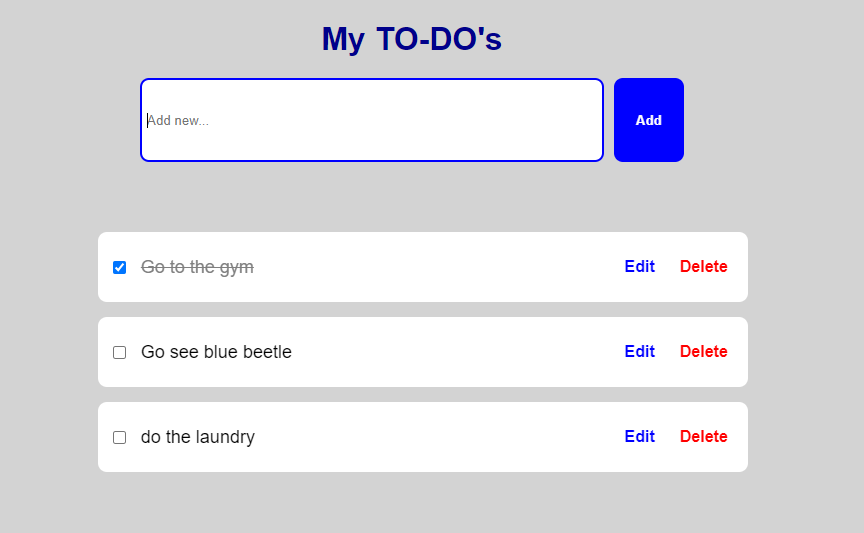 My TO-DO's
Add new...
Add
Go to the gym
Edit
Delete
Go see blue beetle
Edit
Delete
do the laundry
Edit
Delete